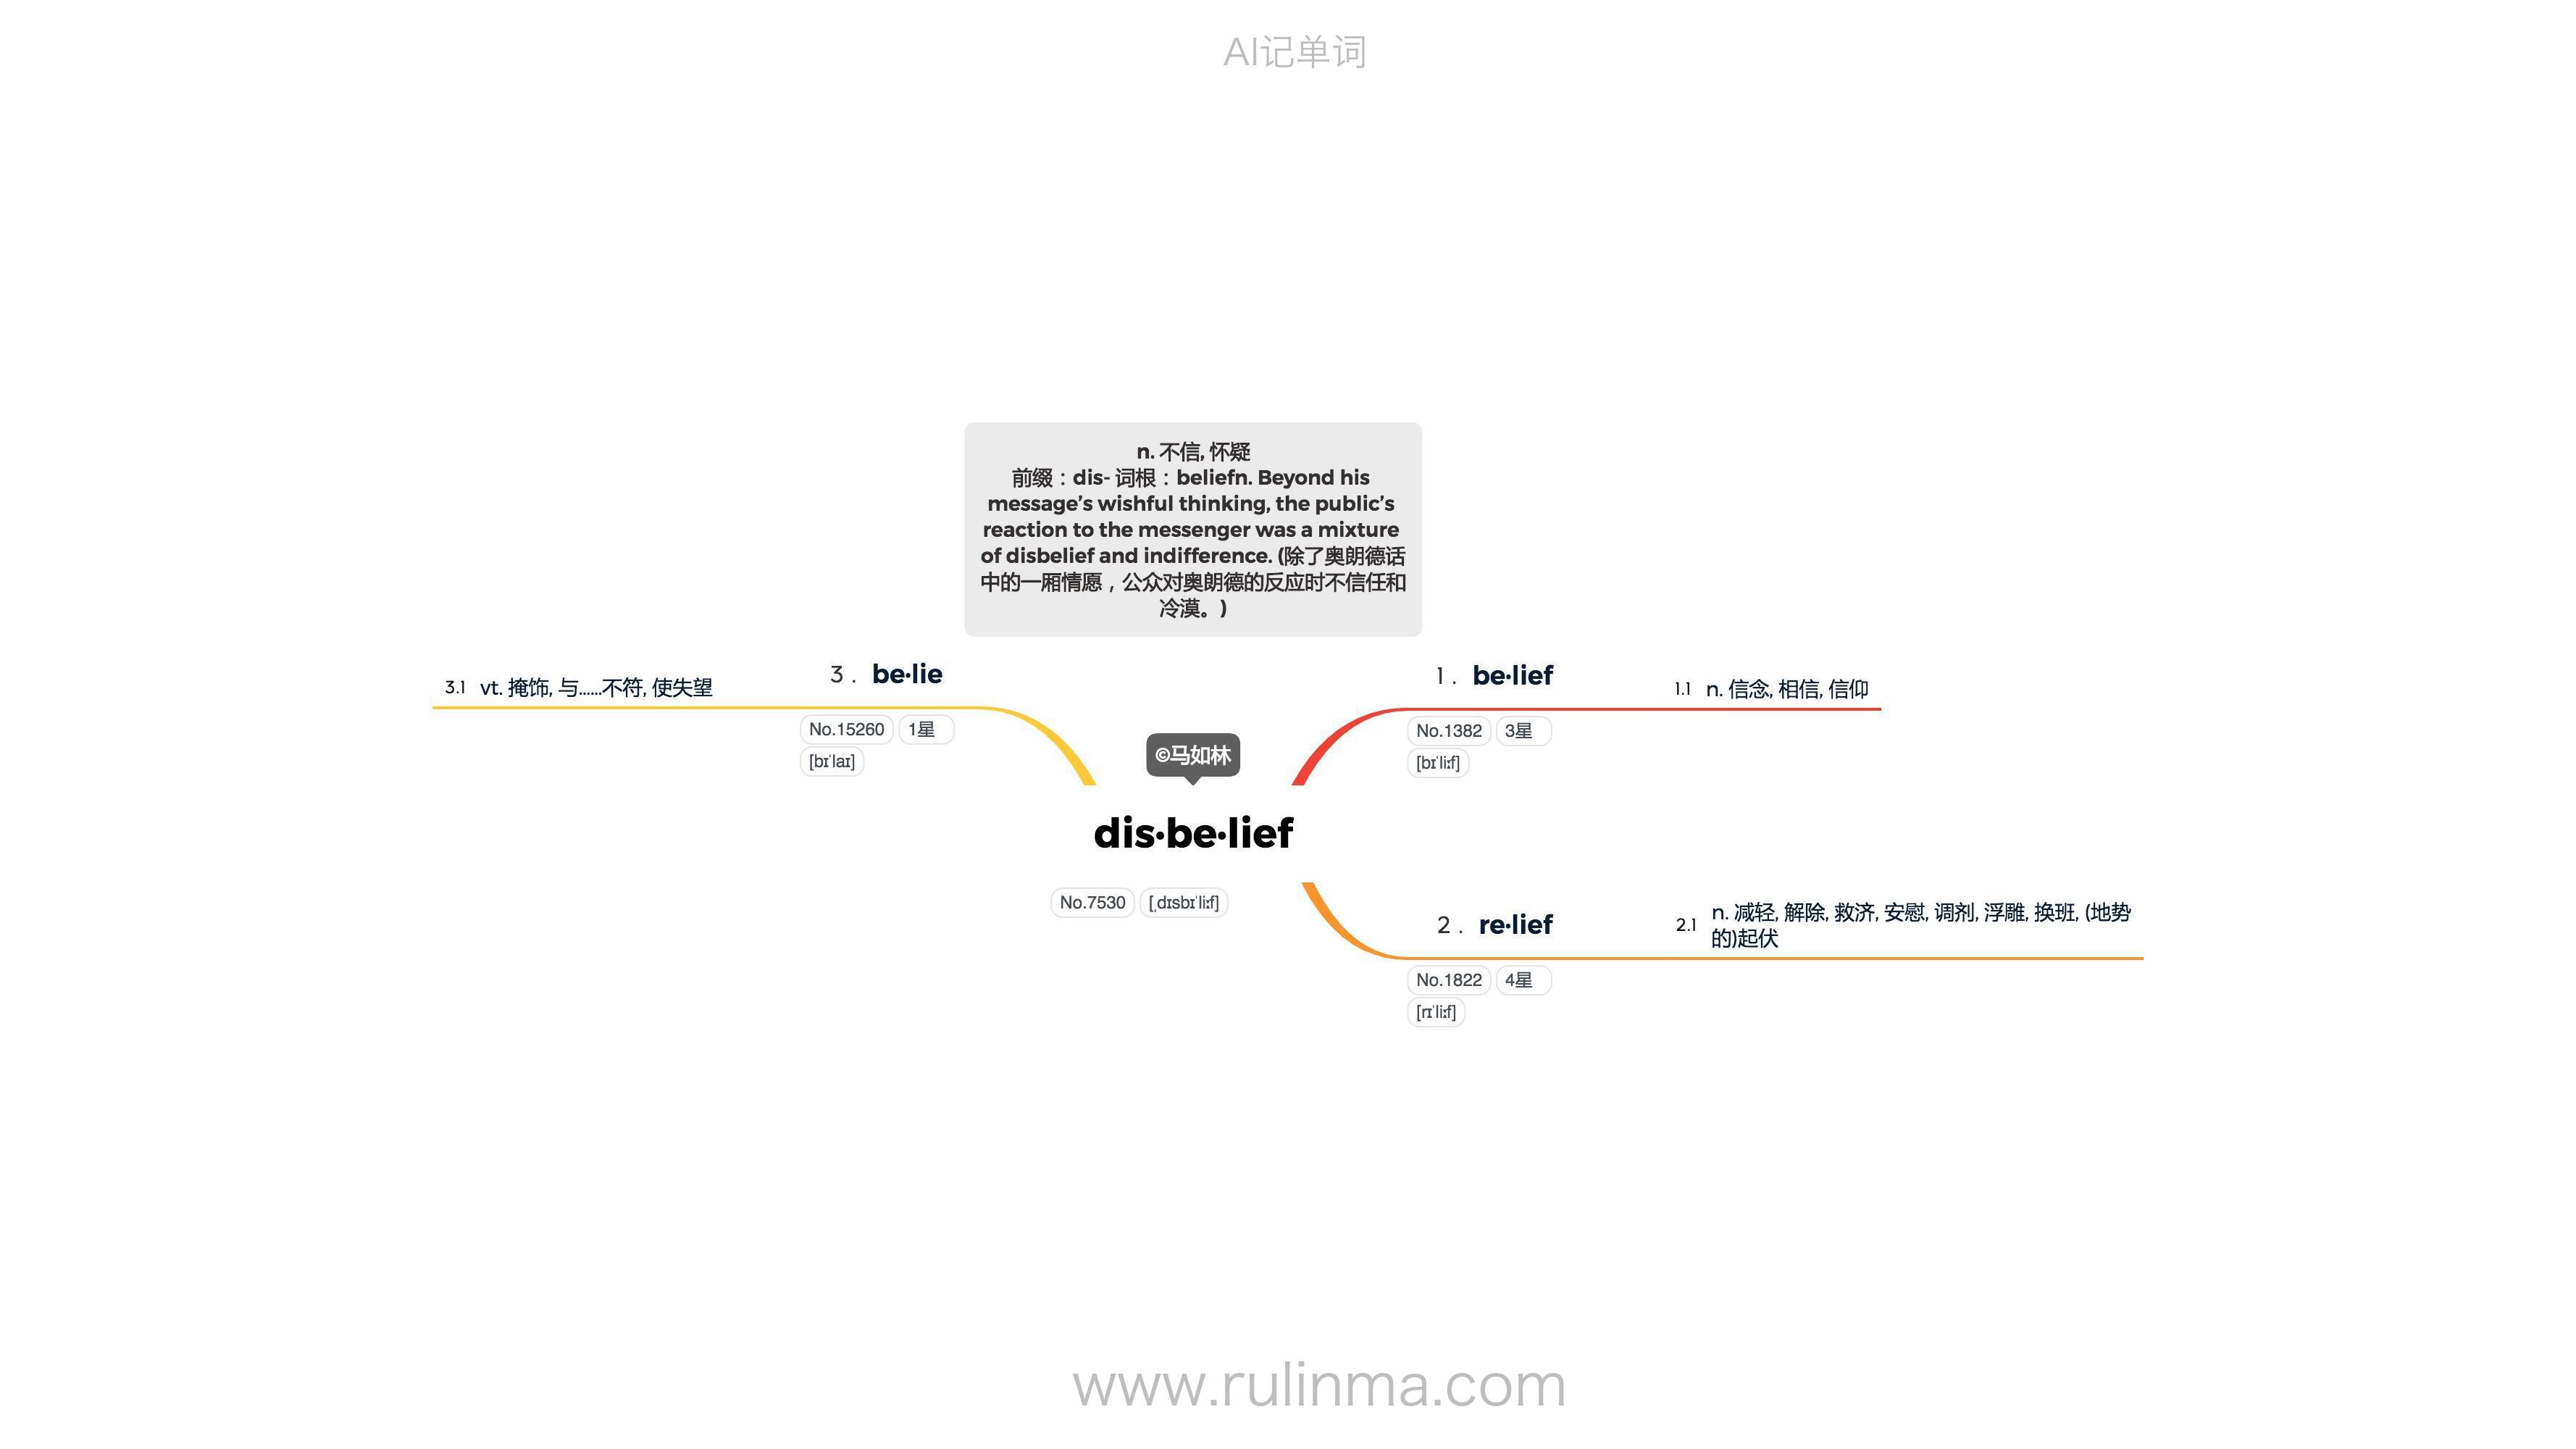 AI记单词
n. 不信, 怀疑
前缀：dis- 词根：beliefn. Beyond his
message’s wishful thinking, the public’s
reaction to the messenger was a mixture
of disbelief and indifference. (除了奥朗德话
中的一厢情愿，公众对奥朗德的反应时不信任和
冷漠。)
3 . be·lie
3.1 vt. 掩饰, 与......不符, 使失望
No.15260 1星
[bɪˈlaɪ]
1 . be·lief
1.1 n. 信念, 相信, 信仰
No.1382 3星
[bɪˈliːf]
©马如林
dis·be·lief
No.7530 [ˌdɪsbɪˈliːf]
2 . re·lief
2.1 n. 减轻, 解除, 救济, 安慰, 调剂, 浮雕, 换班, (地势
的)起伏
No.1822 4星
[rɪˈliːf]
www.rulinma.com